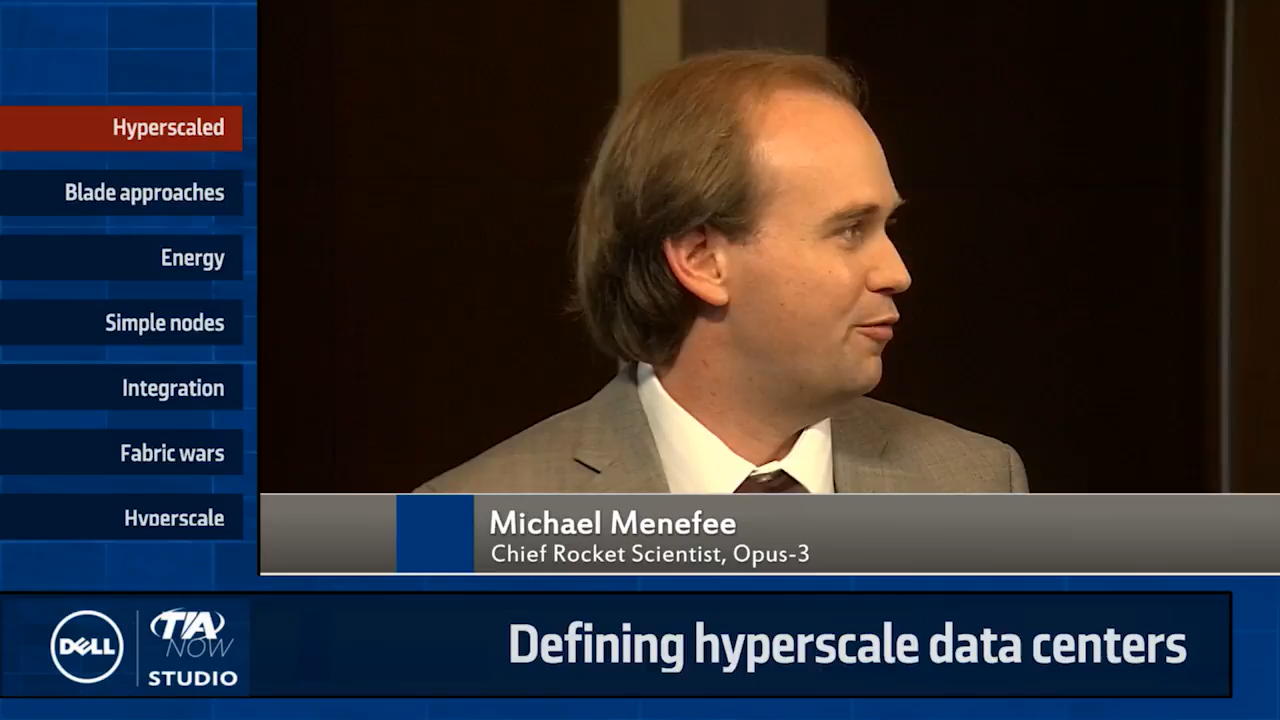 Hyperscaled
Blade approaches
Energy
Simple nodes
Integration
Fabric wars
Hyperscale
Michael Menefee
Chief Rocket Scientist, Opus-3
DELL
TIA
NOW
STUDIO
Defining hyperscale data centers